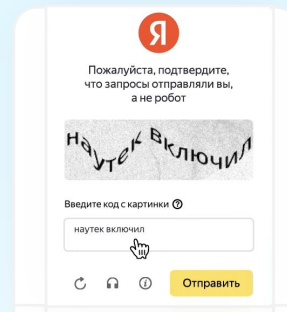 Я
Пожалуйста, подтвердите,
что запросы отправляли вы,
а не робот
наутек включил
Введите код с картинки ?
наутек включил
Отправить